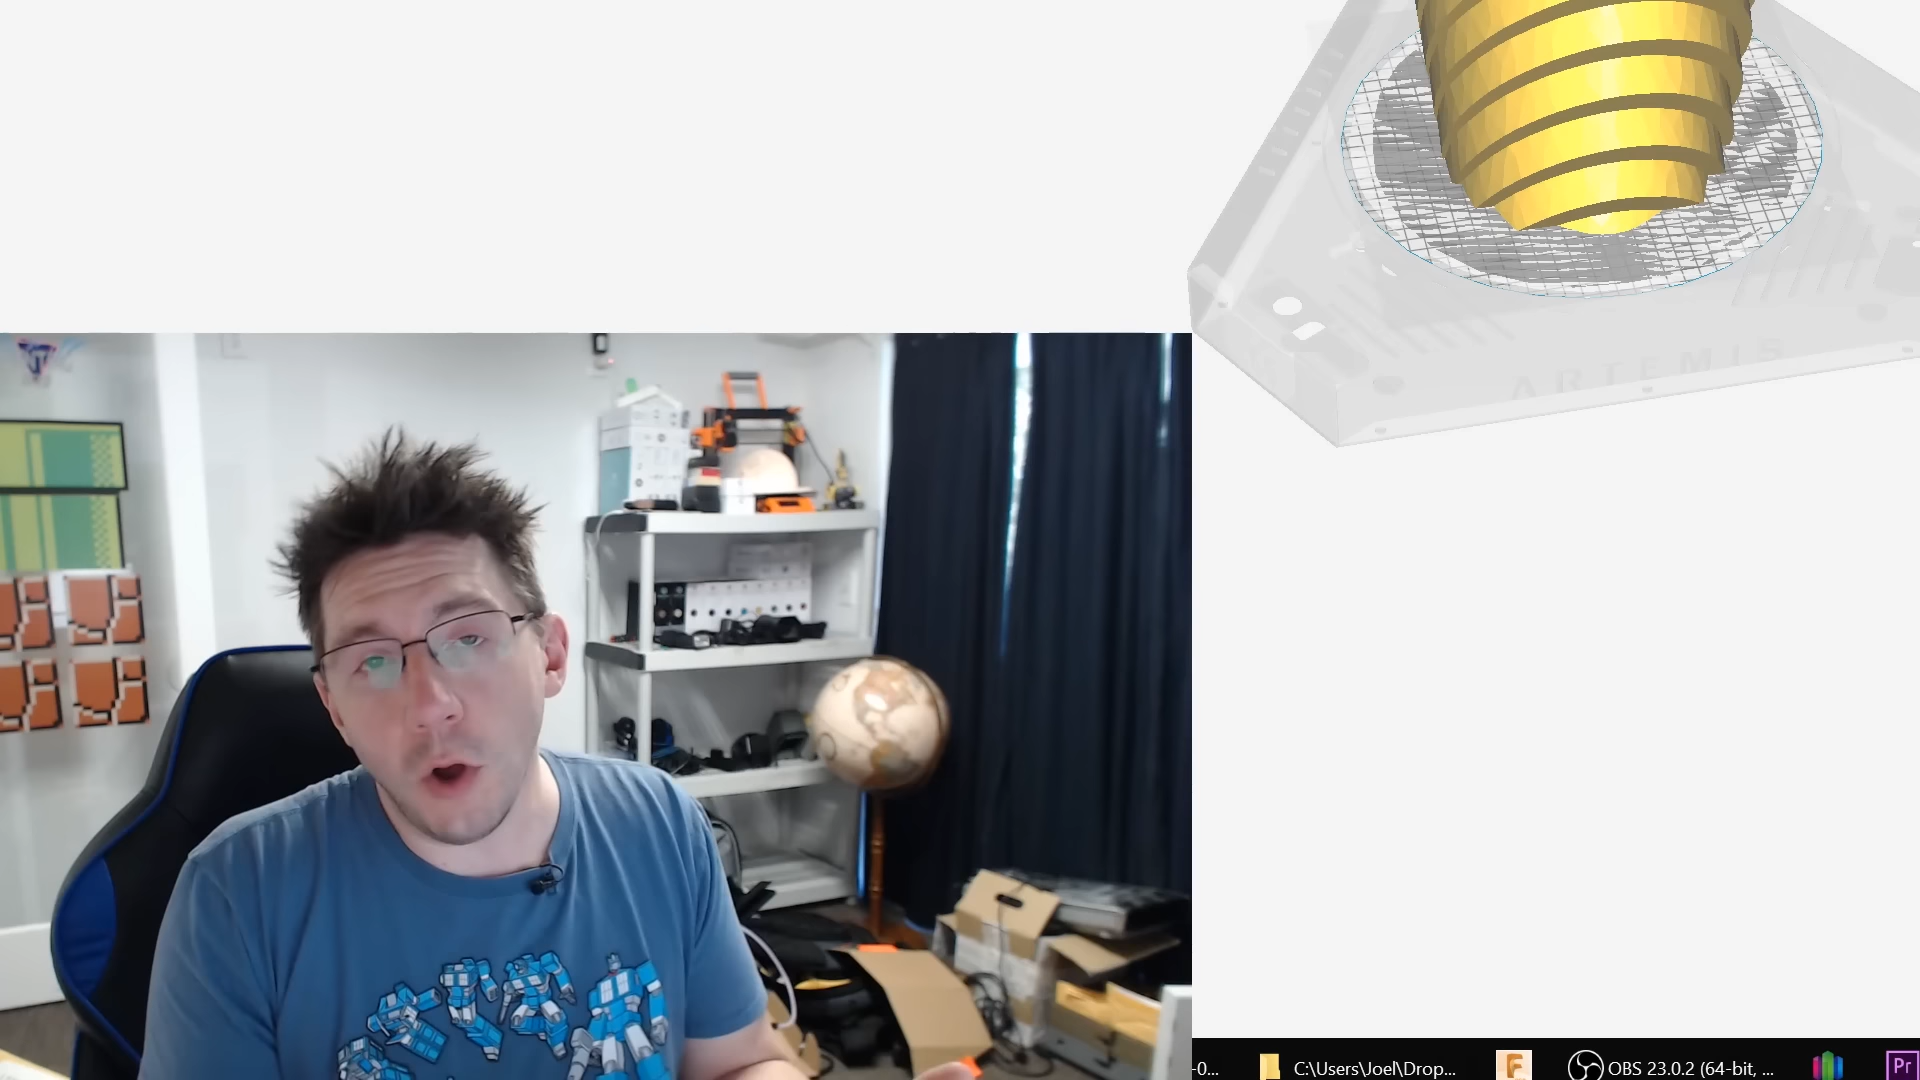 ARTEMIS
-0...
C:\Users\Joel\Drop...
OBS 23.0.2 (64-bit, ...
Pr